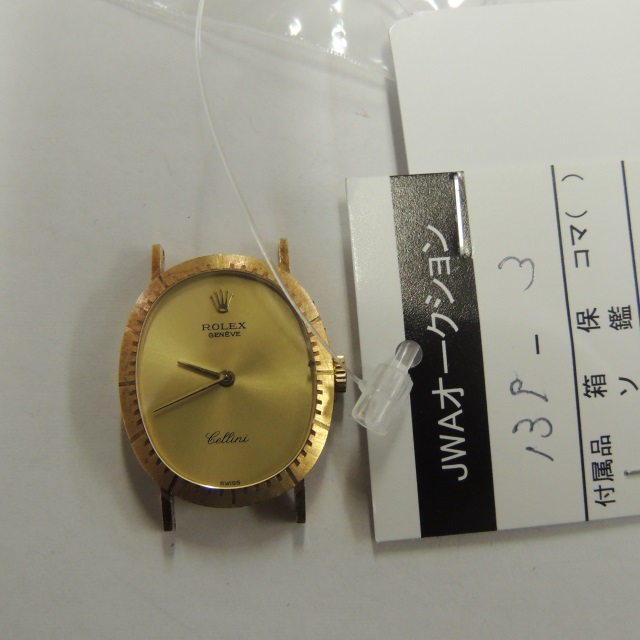 ROLEX
GENEVE
Cellini
SWISS
JWAオークション
138-3
付属品 箱 保 コマ( )
ソ 鑑